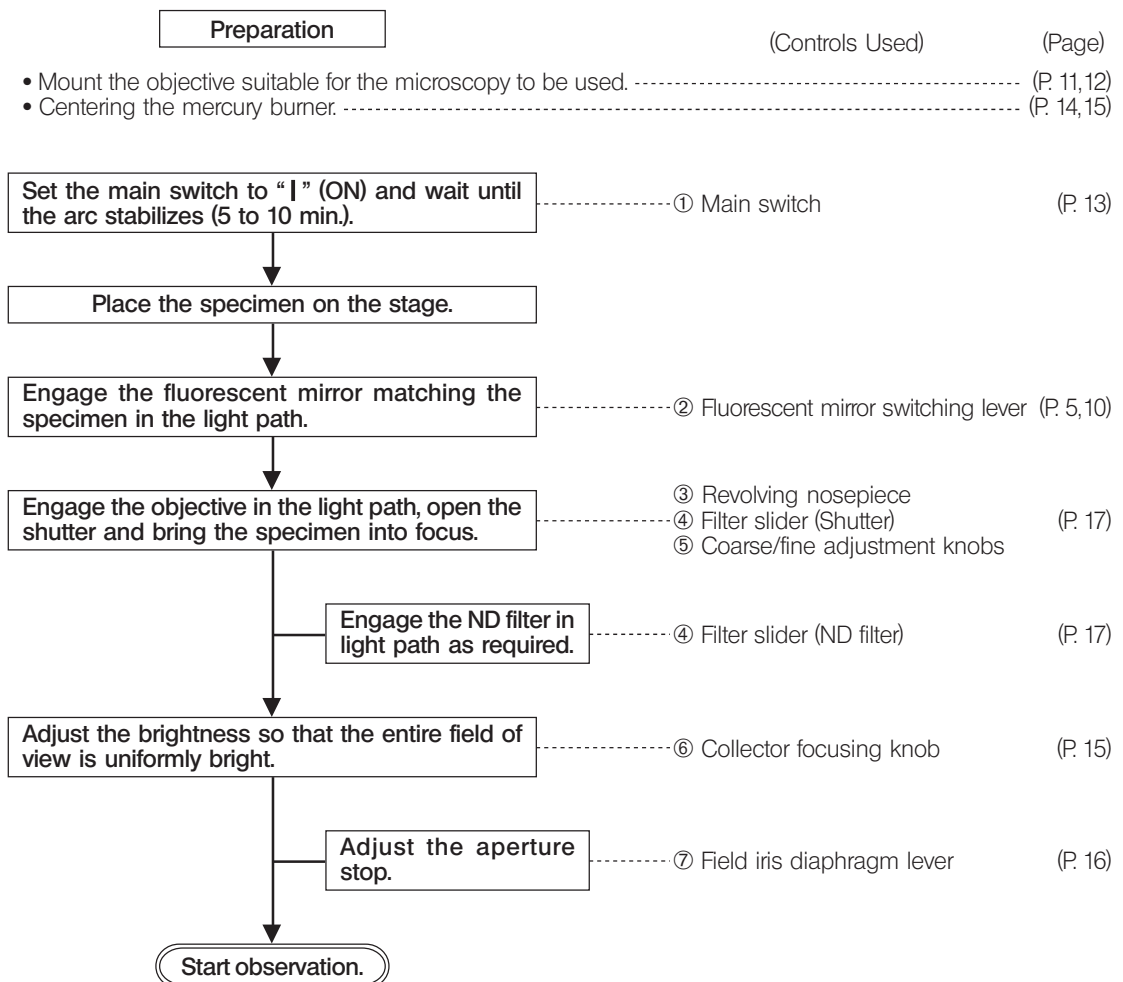 Preparation
(Controls Used) (Page)
• Mount the objective suitable for the microscopy to be used. (P. 11,12)
• Centering the mercury burner. (P. 14,15)
Set the main switch to “ | ” (ON) and wait until
the arc stabilizes (5 to 10 min.).
① Main switch (P. 13)
Place the specimen on the stage.
Engage the fluorescent mirror matching the
specimen in the light path.
② Fluorescent mirror switching lever (P. 5,10)
Engage the objective in the light path, open the
shutter and bring the specimen into focus.
③ Revolving nosepiece
④ Filter slider (Shutter) (P. 17)
⑤ Coarse/fine adjustment knobs
Engage the ND filter in
light path as required.
④ Filter slider (ND filter) (P. 17)
Adjust the brightness so that the entire field of
view is uniformly bright.
⑥ Collector focusing knob (P. 15)
Adjust the aperture
stop.
⑦ Field iris diaphragm lever (P. 16)
Start observation.